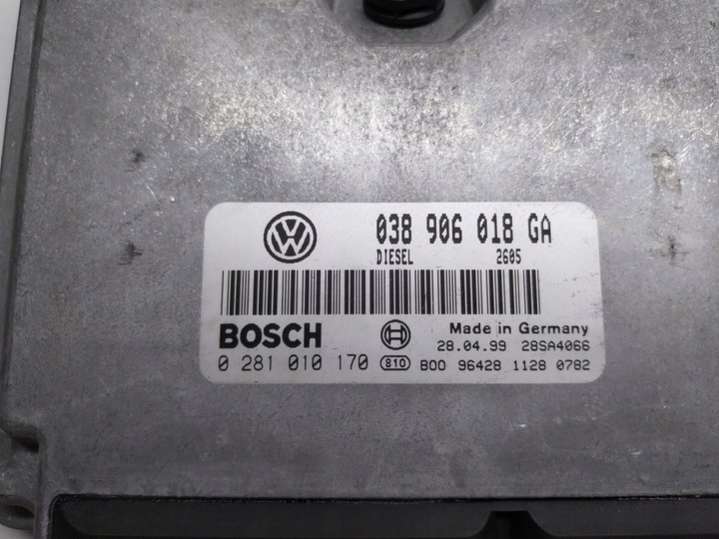 038 906 018 GA
DIESEL 2605
BOSCH
Made in Germany
28.04.99 28SA4066
0 281 010 170 810 B00 96428 1128 0782